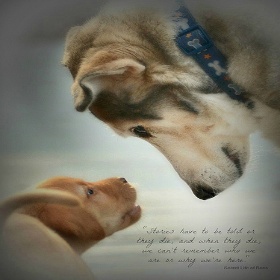 "Stories have to be told or
they die, and when they die,
we can't remember who we
are or why we're here."